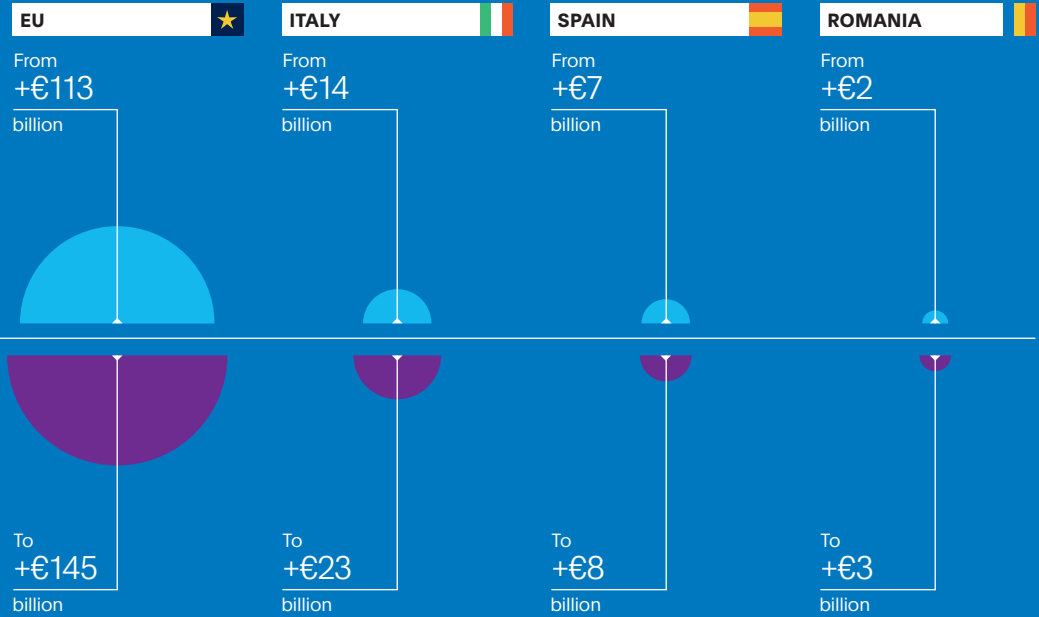 EU
From
+€113
billion
To
+€145
billion
ITALY
From
+€14
billion
To
+€23
billion
SPAIN
From
+€7
billion
To
+€8
billion
ROMANIA
From
+€2
billion
To
+€3
billion